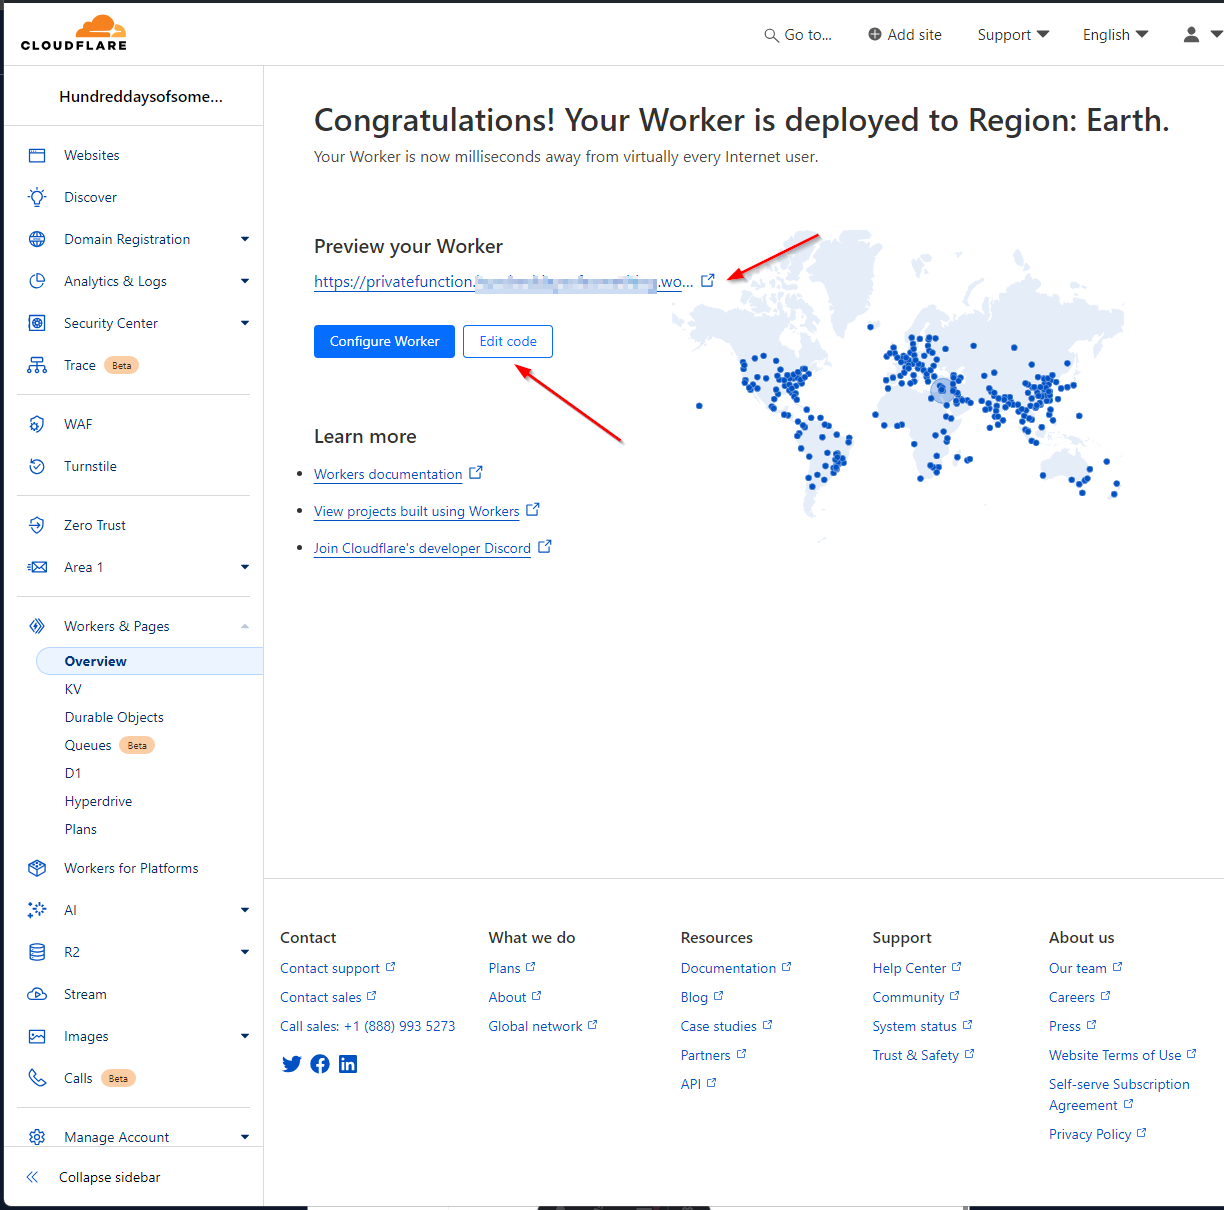 CLOUDFLARE
Go to...
Add site
Support
English
Hundreddaysofsome...
Websites
Discover
Domain Registration
Analytics & Logs
Security Center
Trace Beta
WAF
Turnstile
Zero Trust
Area 1
Workers & Pages
Overview
KV
Durable Objects
Queues Beta
D1
Hyperdrive
Plans
Workers for Platforms
AI
R2
Stream
Images
Calls Beta
Manage Account
Collapse sidebar
Congratulations! Your Worker is deployed to Region: Earth.
Your Worker is now milliseconds away from virtually every Internet user.
Preview your Worker
https://privatefunction. .wo...
Configure Worker
Edit code
Learn more
Workers documentation
View projects built using Workers
Join Cloudflare's developer Discord
Contact
Contact support
Contact sales
Call sales: +1 (888) 993 5273
What we do
Plans
About
Global network
Resources
Documentation
Blog
Case studies
Partners
API
Support
Help Center
Community
System status
Trust & Safety
About us
Our team
Careers
Press
Website Terms of Use
Self-serve Subscription
Agreement
Privacy Policy